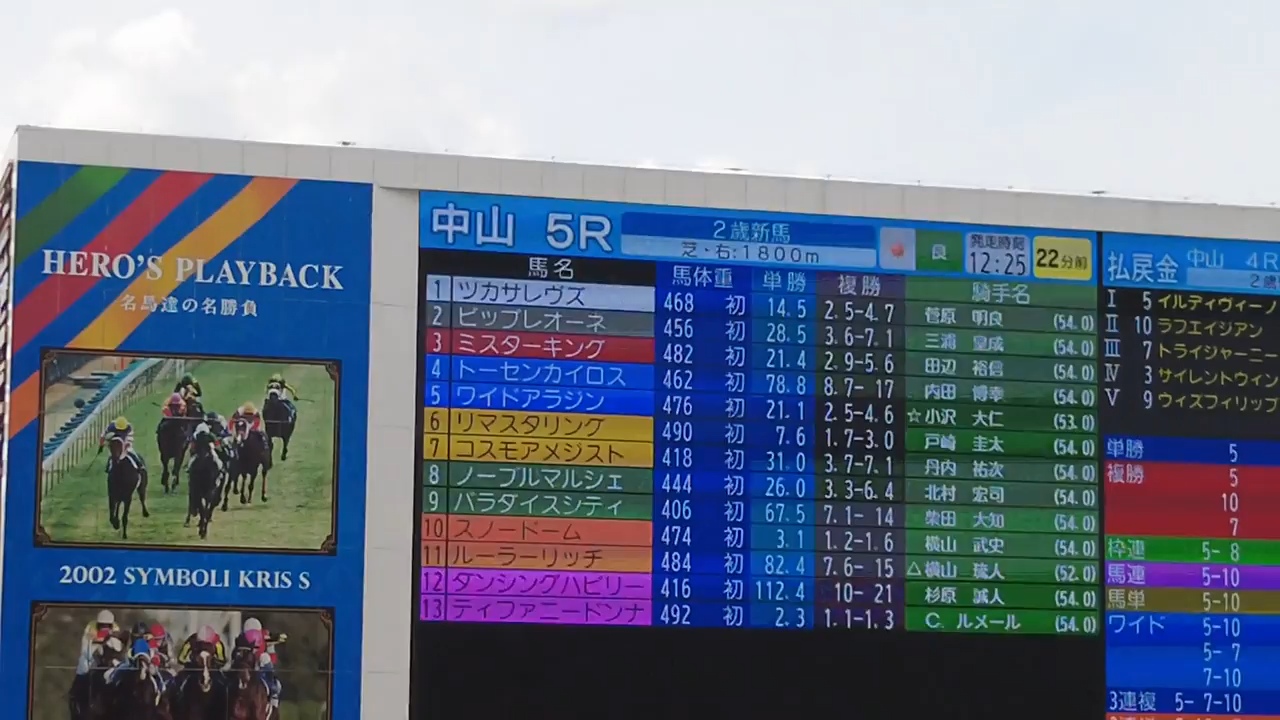 HERO'S PLAYBACK
名馬達の名勝負
2002 SYMBOLI KRIS S
中山 5R 2歳新馬 芝・右:1800m 良 発走時刻 12:25 22分前
馬名 馬体重 単勝 複勝 騎手名
1 ツカサレヴズ 468 初 14.5 2.5-4.7 菅原 明良 (54.0)
2 ビップレオーネ 456 初 28.5 3.6-7.1 三浦 皇成 (54.0)
3 ミスターキング 482 初 21.4 2.9-5.6 田辺 裕信 (54.0)
4 トーセンカイロス 462 初 78.8 8.7- 17 内田 博幸 (54.0)
5 ワイドアラジン 476 初 21.1 2.5-4.6 ☆小沢 大仁 (53.0)
6 リマスタリング 490 初 7.6 1.7-3.0 戸崎 圭太 (54.0)
7 コスモアメジスト 418 初 31.0 3.7-7.1 丹内 祐次 (54.0)
8 ノーブルマルシェ 444 初 26.0 3.3-6.4 北村 宏司 (54.0)
9 パラダイスシティ 406 初 67.5 7.1- 14 柴田 大知 (54.0)
10 スノードーム 474 初 3.1 1.2-1.6 横山 武史 (54.0)
11 ルーラーリッチ 484 初 82.4 7.6- 15 △横山 琉人 (52.0)
12 ダンシングハビリー 416 初 112.4 10- 21 杉原 誠人 (54.0)
13 ティファニードンナ 492 初 2.3 1.1-1.3 C. ルメール (54.0)
払戻金 中山 4R
2歳
Ⅰ 5 イルディヴィーノ
Ⅱ 10 ラフエイジアン
Ⅲ 7 トライジャーニー
Ⅳ 3 サイレントウィン
Ⅴ 9 ウィズフィリップ
単勝 5
複勝 5
10
7
枠連 5- 8
馬連 5-10
馬単 5-10
ワイド 5-10
5- 7
7-10
3連複 5- 7-10